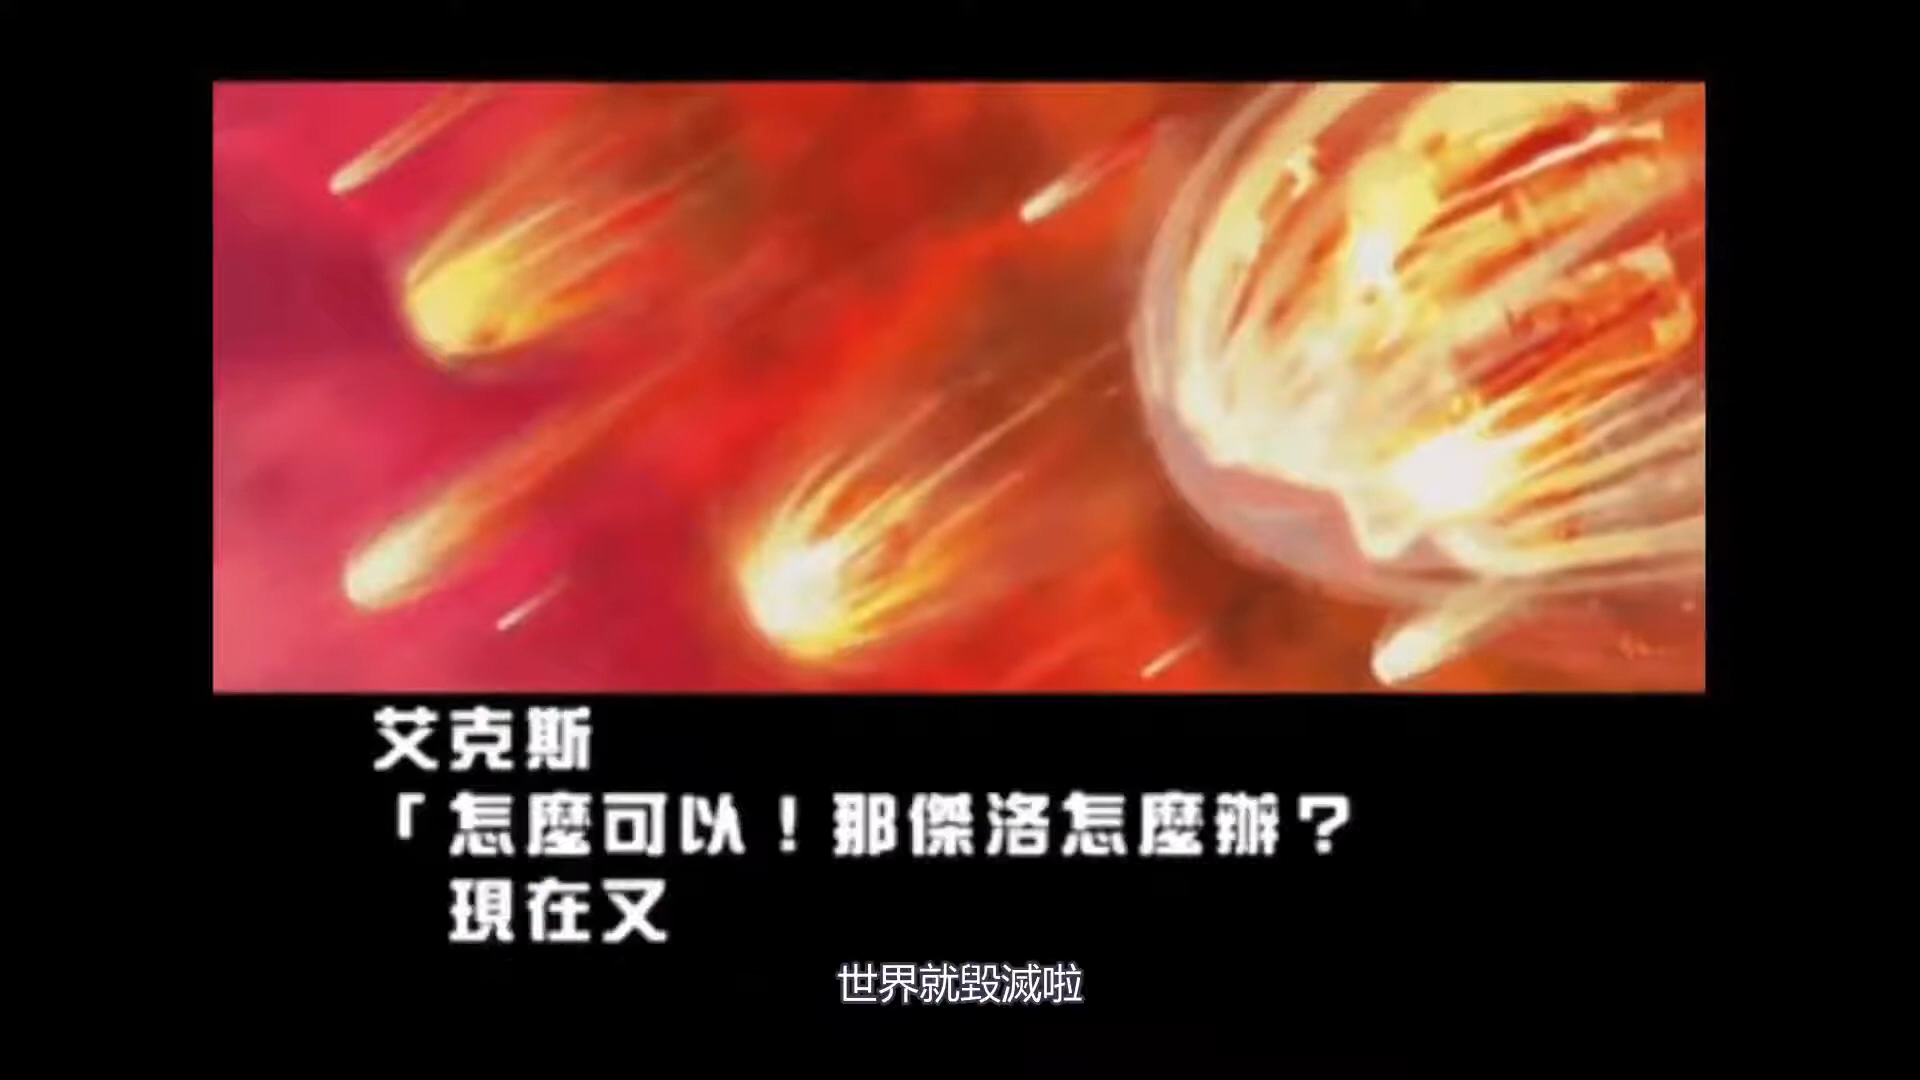 艾克斯
「怎麼可以！那傑洛怎麼辦？
現在又
世界就毀滅啦